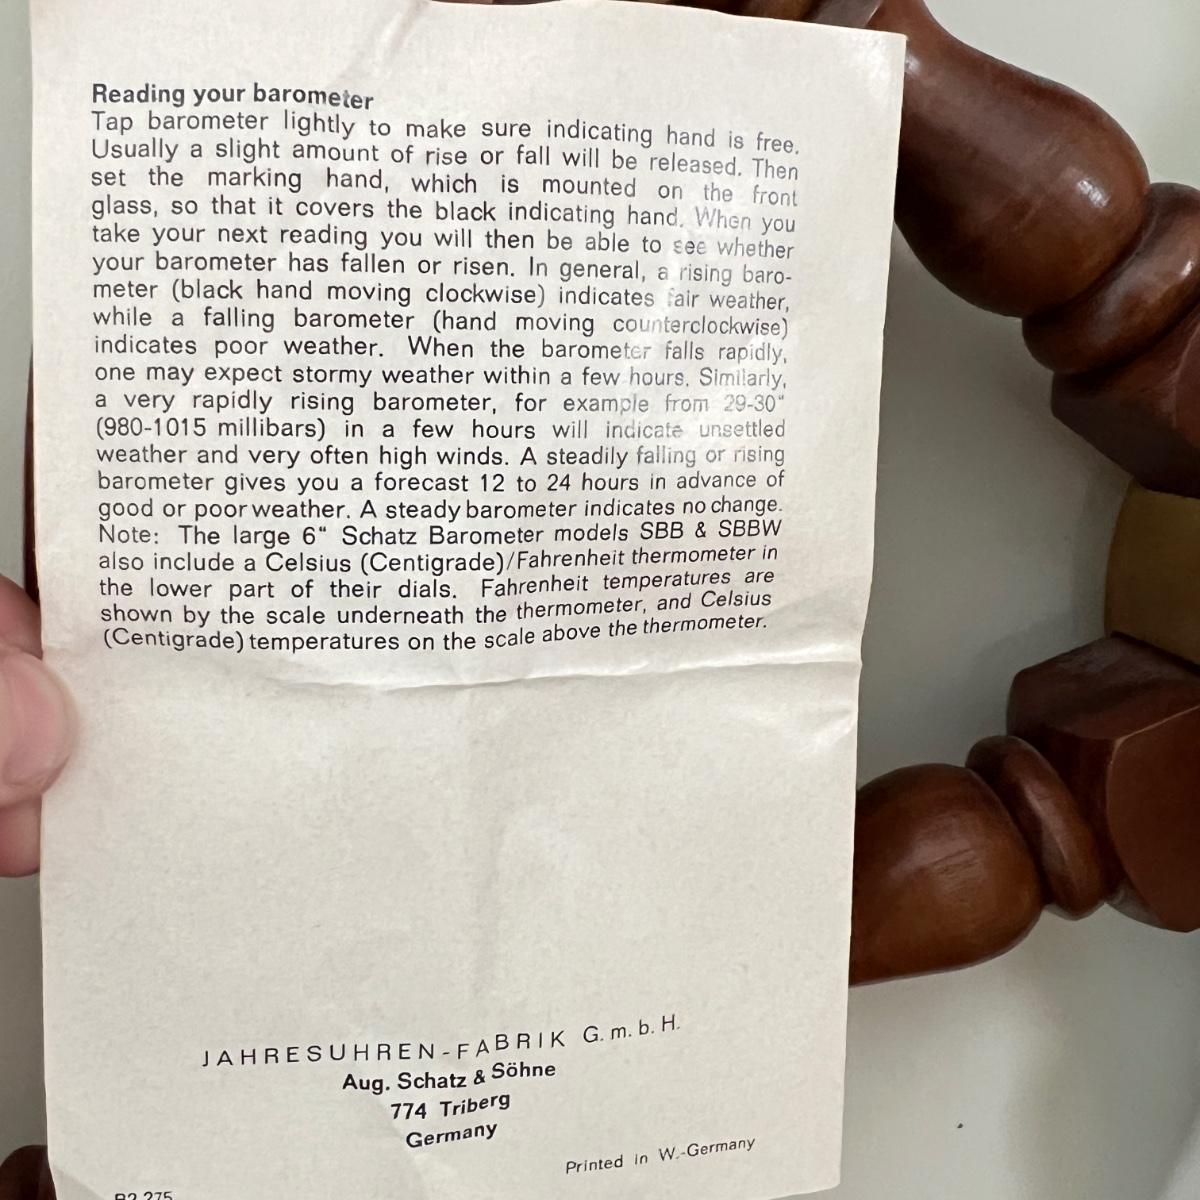 Reading your barometer
Tap barometer lightly to make sure indicating hand is free.
Usually a slight amount of rise or fall will be released. Then
set the marking hand, which is mounted on the front
glass, so that it covers the black indicating hand. When you
take your next reading you will then be able to see whether
your barometer has fallen or risen. In general, a rising baro-
meter (black hand moving clockwise) indicates fair weather,
while a falling barometer (hand moving counterclockwise)
indicates poor weather. When the barometer falls rapidly,
one may expect stormy weather within a few hours. Similarly,
a very rapidly rising barometer, for example from 29-30“
(980-1015 millibars) in a few hours will indicate unsettled
weather and very often high winds. A steadily falling or rising
barometer gives you a forecast 12 to 24 hours in advance of
good or poor weather. A steady barometer indicates no change.
Note: The large 6“ Schatz Barometer models SBB & SBBW
also include a Celsius (Centigrade)/Fahrenheit thermometer in
the lower part of their dials. Fahrenheit temperatures are
shown by the scale underneath the thermometer, and Celsius
(Centigrade) temperatures on the scale above the thermometer.
JAHRESUHREN-FABRIK G.m.b.H.
Aug. Schatz & Söhne
774 Triberg
Germany
Printed in W.-Germany